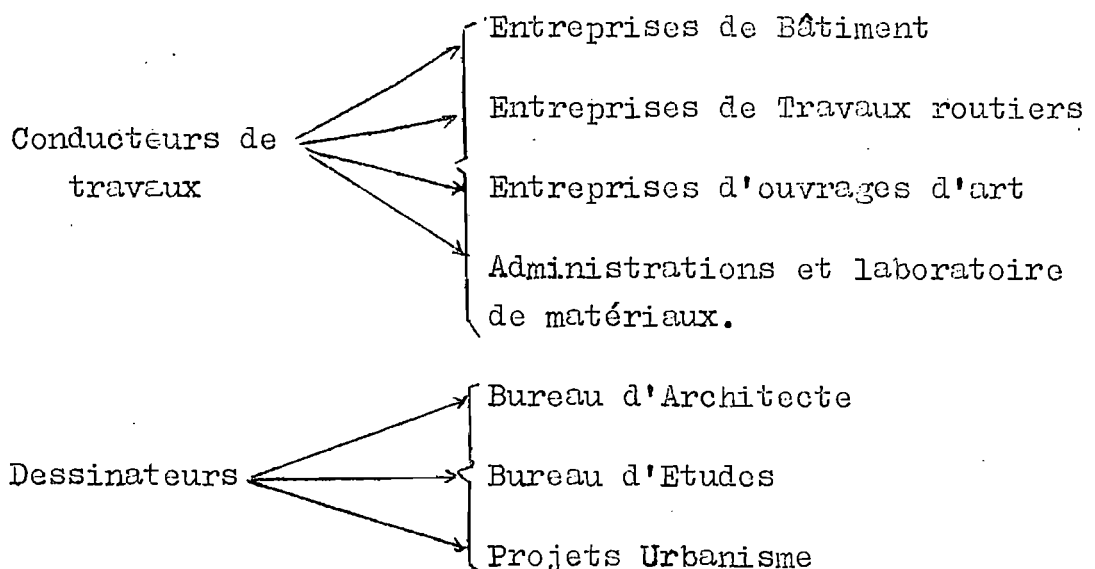 Entreprises de Bâtiment
Entreprises de Travaux routiers
Conducteurs de
travaux
Entreprises d'ouvrages d'art
Administrations et laboratoire
de matériaux.
Bureau d'Architecte
Dessinateurs
Bureau d'Etudes
Projets Urbanisme